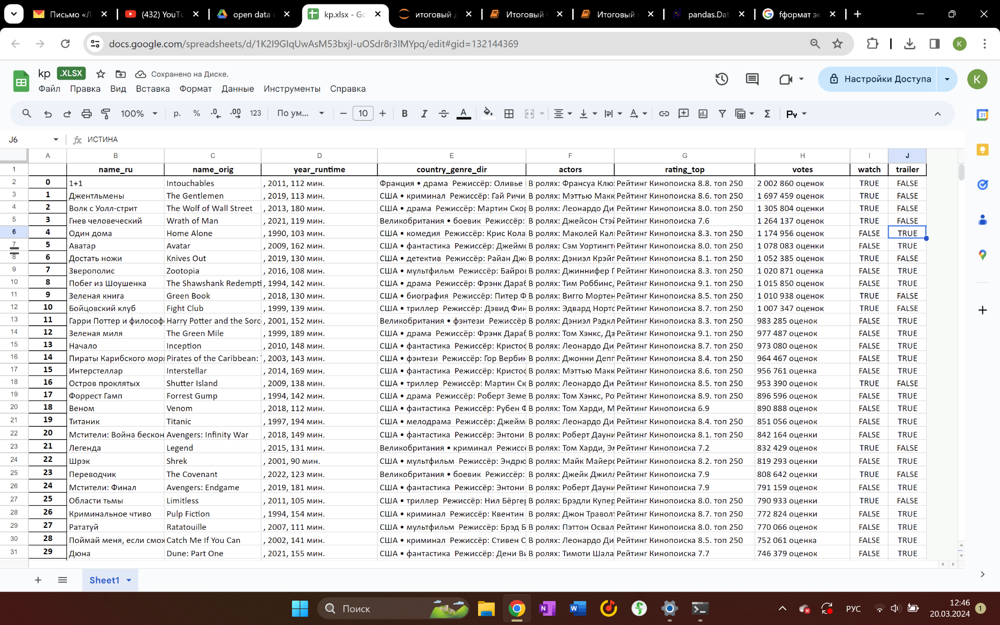 Письмо «Л
(432) YouTu
open data
kp.xlsx - Go
итоговый
Итоговый
Итоговый
pandas.Dat
fформат эк
docs.google.com/spreadsheets/d/1K2I9GIqUwAsM53bxjI-uOSdr8r3lMYpq/edit#gid=132144369
K
kp .XLSX Сохранено на Диске.
Файл Правка Вид Вставка Формат Данные Инструменты Справка
Настройки Доступа
K
100% р. % .0 .00 123 По ум... 10 B I A
31
J6 ИСТИНА
A B C D E F G H I J
1 name_ru name_orig year_runtime country_genre_dir actors rating_top votes watch trailer
2 0 1+1 Intouchables , 2011, 112 мин. Франция • драма Режиссёр: Оливье В ролях: Франсуа Клю Рейтинг Кинопоиска 8.8. топ 250 2 002 860 оценок TRUE FALSE
3 1 Джентльмены The Gentlemen , 2019, 113 мин. США • криминал Режиссёр: Гай Ричи В ролях: Мэттью Макк Рейтинг Кинопоиска 8.6. топ 250 1 697 459 оценок TRUE FALSE
4 2 Волк с Уолл-стрит The Wolf of Wall Street , 2013, 180 мин. США • драма Режиссёр: Мартин Скор В ролях: Леонардо Ди Рейтинг Кинопоиска 8.0. топ 250 1 305 804 оценки TRUE FALSE
5 3 Гнев человеческий Wrath of Man , 2021, 119 мин. Великобритания • боевик Режиссёр: В ролях: Джейсон Стэй Рейтинг Кинопоиска 7.6 1 264 137 оценок TRUE FALSE
6 4 Один дома Home Alone , 1990, 103 мин. США • комедия Режиссёр: Крис Кола В ролях: Маколей Кал Рейтинг Кинопоиска 8.3. топ 250 1 174 956 оценок FALSE TRUE
7 5 Аватар Avatar , 2009, 162 мин. США • фантастика Режиссёр: Джеймс В ролях: Сэм Уортингт Рейтинг Кинопоиска 8.0. топ 250 1 078 083 оценки FALSE TRUE
8 6 Достать ножи Knives Out , 2019, 130 мин. США • детектив Режиссёр: Райан Джо В ролях: Дэниэл Крэйг Рейтинг Кинопоиска 8.1. топ 250 1 052 385 оценок TRUE FALSE
9 7 Зверополис Zootopia , 2016, 108 мин. США • мультфильм Режиссёр: Байро В ролях: Джиннифер Г Рейтинг Кинопоиска 8.3. топ 250 1 020 871 оценка FALSE TRUE
10 8 Побег из Шоушенка The Shawshank Redempti , 1994, 142 мин. США • драма Режиссёр: Фрэнк Дараб В ролях: Тим Роббинс, Рейтинг Кинопоиска 9.1. топ 250 1 015 850 оценок FALSE TRUE
11 9 Зеленая книга Green Book , 2018, 130 мин. США • биография Режиссёр: Питер Ф В ролях: Вигго Мортен Рейтинг Кинопоиска 8.5. топ 250 1 010 938 оценок TRUE FALSE
12 10 Бойцовский клуб Fight Club , 1999, 139 мин. США • триллер Режиссёр: Дэвид Фин В ролях: Эдвард Норто Рейтинг Кинопоиска 8.7. топ 250 1 007 347 оценок TRUE FALSE
13 11 Гарри Поттер и философ Harry Potter and the Sorc , 2001, 152 мин. Великобритания • фэнтези Режиссёр В ролях: Дэниэл Рэдкл Рейтинг Кинопоиска 8.3. топ 250 983 285 оценок FALSE TRUE
14 12 Зеленая миля The Green Mile , 1999, 189 мин. США • драма Режиссёр: Фрэнк Дараб В ролях: Том Хэнкс, Дэ Рейтинг Кинопоиска 9.1. топ 250 977 487 оценок FALSE TRUE
15 13 Начало Inception , 2010, 148 мин. США • фантастика Режиссёр: Кристоф В ролях: Леонардо Ди Рейтинг Кинопоиска 8.7. топ 250 973 080 оценок FALSE TRUE
16 14 Пираты Карибского моря Pirates of the Caribbean: , 2003, 143 мин. США • фэнтези Режиссёр: Гор Вербин В ролях: Джонни Депп Рейтинг Кинопоиска 8.4. топ 250 964 467 оценок FALSE TRUE
17 15 Интерстеллар Interstellar , 2014, 169 мин. США • фантастика Режиссёр: Кристоф В ролях: Мэттью Макк Рейтинг Кинопоиска 8.6. топ 250 956 761 оценка FALSE TRUE
18 16 Остров проклятых Shutter Island , 2009, 138 мин. США • триллер Режиссёр: Мартин Ск В ролях: Леонардо Ди Рейтинг Кинопоиска 8.5. топ 250 953 390 оценок TRUE FALSE
19 17 Форрест Гамп Forrest Gump , 1994, 142 мин. США • драма Режиссёр: Роберт Земе В ролях: Том Хэнкс, Ро Рейтинг Кинопоиска 8.9. топ 250 896 596 оценок FALSE TRUE
20 18 Веном Venom , 2018, 112 мин. США • фантастика Режиссёр: Рубен Ф В ролях: Том Харди, М Рейтинг Кинопоиска 6.9 890 888 оценок FALSE TRUE
21 19 Титаник Titanic , 1997, 194 мин. США • мелодрама Режиссёр: Джейм В ролях: Леонардо Ди Рейтинг Кинопоиска 8.4. топ 250 851 056 оценок FALSE TRUE
22 20 Мстители: Война бескон Avengers: Infinity War , 2018, 149 мин. США • фантастика Режиссёр: Энтони В ролях: Роберт Дауни Рейтинг Кинопоиска 8.1. топ 250 842 164 оценки FALSE TRUE
23 21 Легенда Legend , 2015, 131 мин. Великобритания • криминал Режиссё В ролях: Том Харди, Эм Рейтинг Кинопоиска 7.2 832 429 оценок TRUE FALSE
24 22 Шрэк Shrek , 2001, 90 мин. США • мультфильм Режиссёр: Эндрю В ролях: Майк Майерс Рейтинг Кинопоиска 8.2. топ 250 819 293 оценки FALSE TRUE
25 23 Переводчик The Covenant , 2022, 123 мин. Великобритания • боевик Режиссёр: В ролях: Джейк Джилл Рейтинг Кинопоиска 7.9 808 642 оценки TRUE FALSE
26 24 Мстители: Финал Avengers: Endgame , 2019, 181 мин. США • фантастика Режиссёр: Энтони В ролях: Роберт Дауни Рейтинг Кинопоиска 7.9 791 159 оценок FALSE TRUE
27 25 Области тьмы Limitless , 2011, 105 мин. США • триллер Режиссёр: Нил Бёргер В ролях: Брэдли Купер Рейтинг Кинопоиска 8.0. топ 250 790 933 оценки TRUE FALSE
28 26 Криминальное чтиво Pulp Fiction , 1994, 154 мин. США • криминал Режиссёр: Квентин В ролях: Джон Травол Рейтинг Кинопоиска 8.7. топ 250 772 824 оценки FALSE TRUE
29 27 Рататуй Ratatouille , 2007, 111 мин. США • мультфильм Режиссёр: Брэд Б В ролях: Пэттон Освал Рейтинг Кинопоиска 8.0. топ 250 770 066 оценок FALSE TRUE
30 28 Поймай меня, если смож Catch Me If You Can , 2002, 141 мин. США • криминал Режиссёр: Стивен С В ролях: Леонардо Ди Рейтинг Кинопоиска 8.5. топ 250 752 061 оценка FALSE TRUE
31 29 Дюна Dune: Part One , 2021, 155 мин. США • фантастика Режиссёр: Дени Ви В ролях: Тимоти Шала Рейтинг Кинопоиска 7.7 746 379 оценок FALSE TRUE
Sheet1
Поиск
РУС
12:46
20.03.2024
1